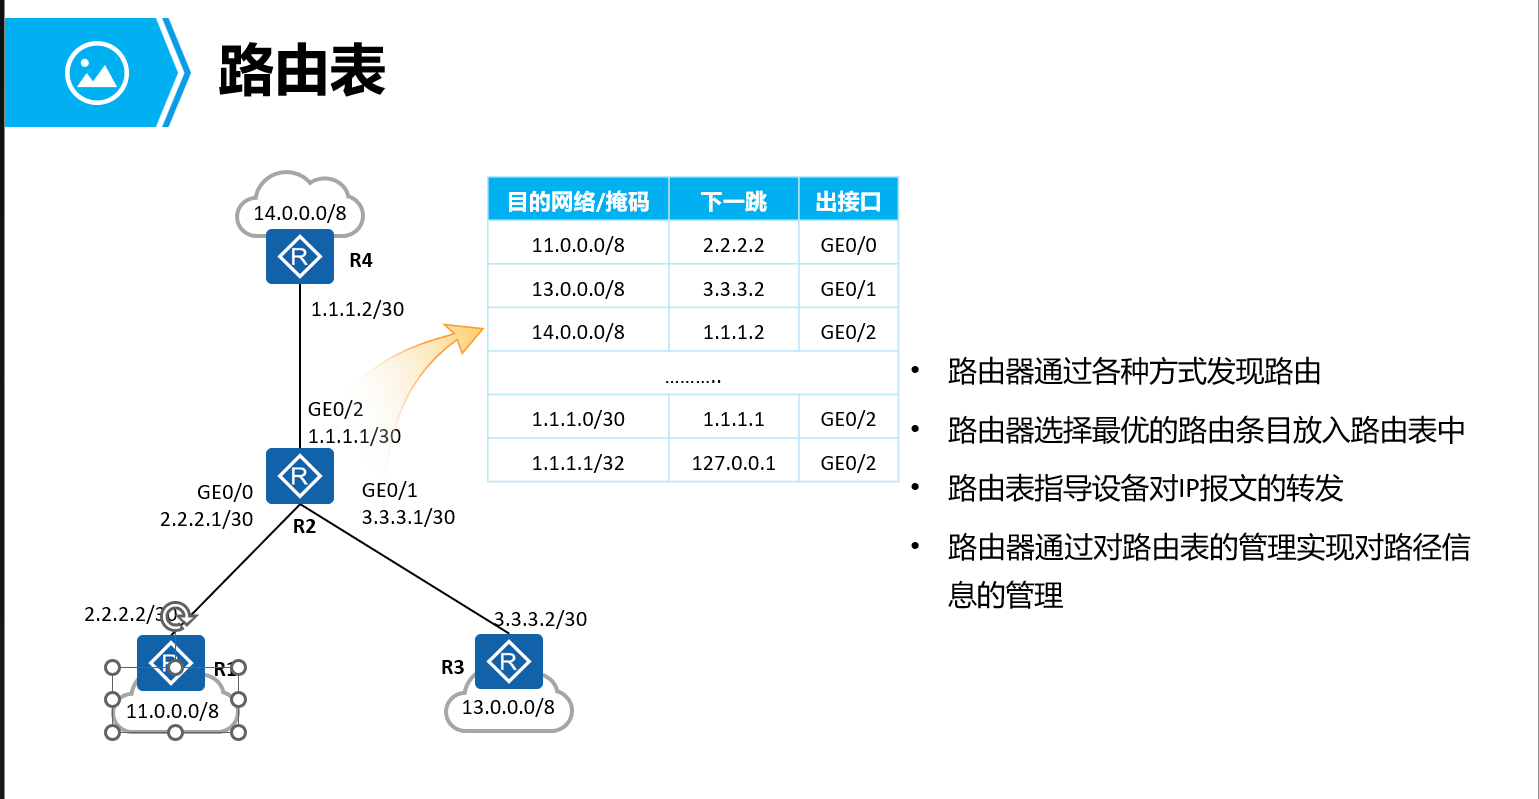 路由表
14.0.0.0/8
R4
1.1.1.2/30
GE0/2
1.1.1.1/30
GE0/0
2.2.2.1/30
R2
GE0/1
3.3.3.1/30
2.2.2.2/30
R1
11.0.0.0/8
3.3.3.2/30
R3
13.0.0.0/8
目的网络/掩码 下一跳 出接口
11.0.0.0/8 2.2.2.2 GE0/0
13.0.0.0/8 3.3.3.2 GE0/1
14.0.0.0/8 1.1.1.2 GE0/2
………..
1.1.1.0/30 1.1.1.1 GE0/2
1.1.1.1/32 127.0.0.1 GE0/2
• 路由器通过各种方式发现路由
• 路由器选择最优的路由条目放入路由表中
• 路由表指导设备对IP报文的转发
• 路由器通过对路由表的管理实现对路径信
息的管理
R
R
R